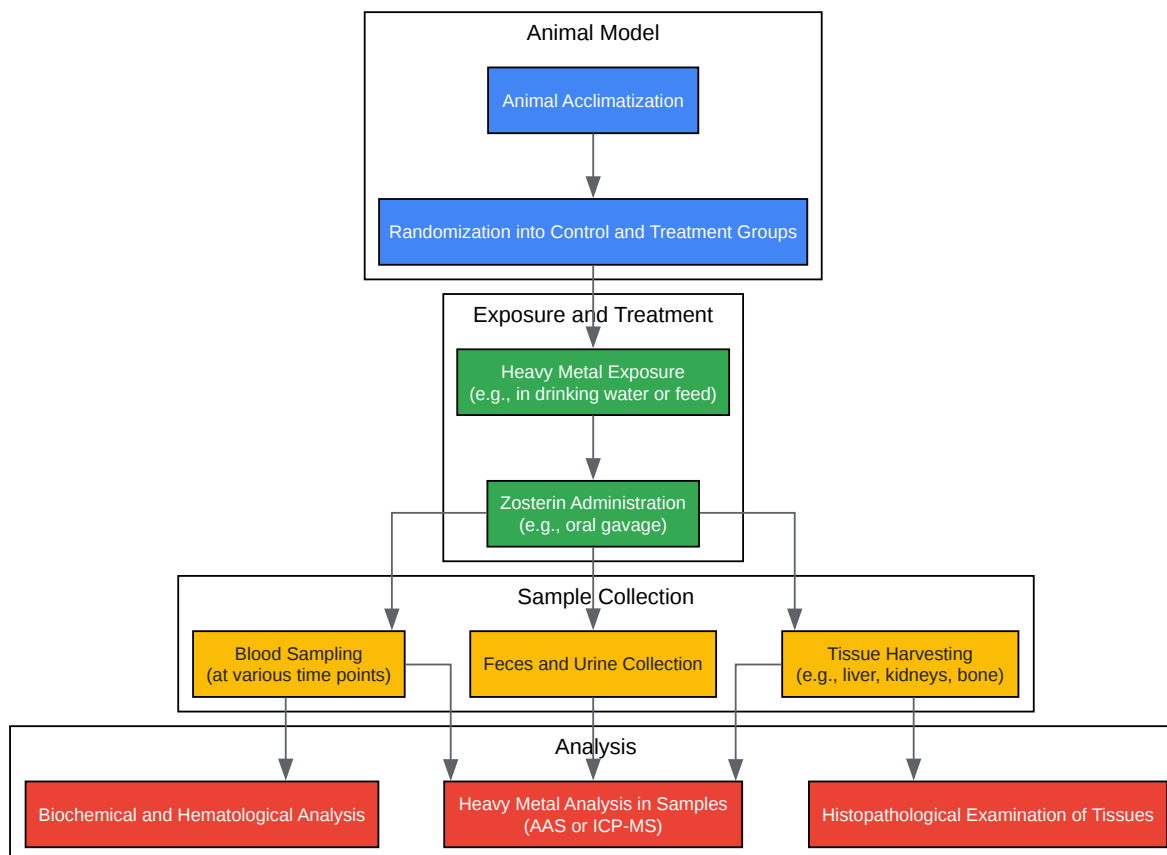 Animal Model
Animal Acclimatization
Randomization into Control and Treatment Groups
Exposure and Treatment
Heavy Metal Exposure
(e.g., in drinking water or feed)
Zosterin Administration
(e.g., oral gavage)
Sample Collection
Blood Sampling
(at various time points)
Feces and Urine Collection
Tissue Harvesting
(e.g., liver, kidneys, bone)
Analysis
Biochemical and Hematological Analysis
Heavy Metal Analysis in Samples
(AAS or ICP-MS)
Histopathological Examination of Tissues